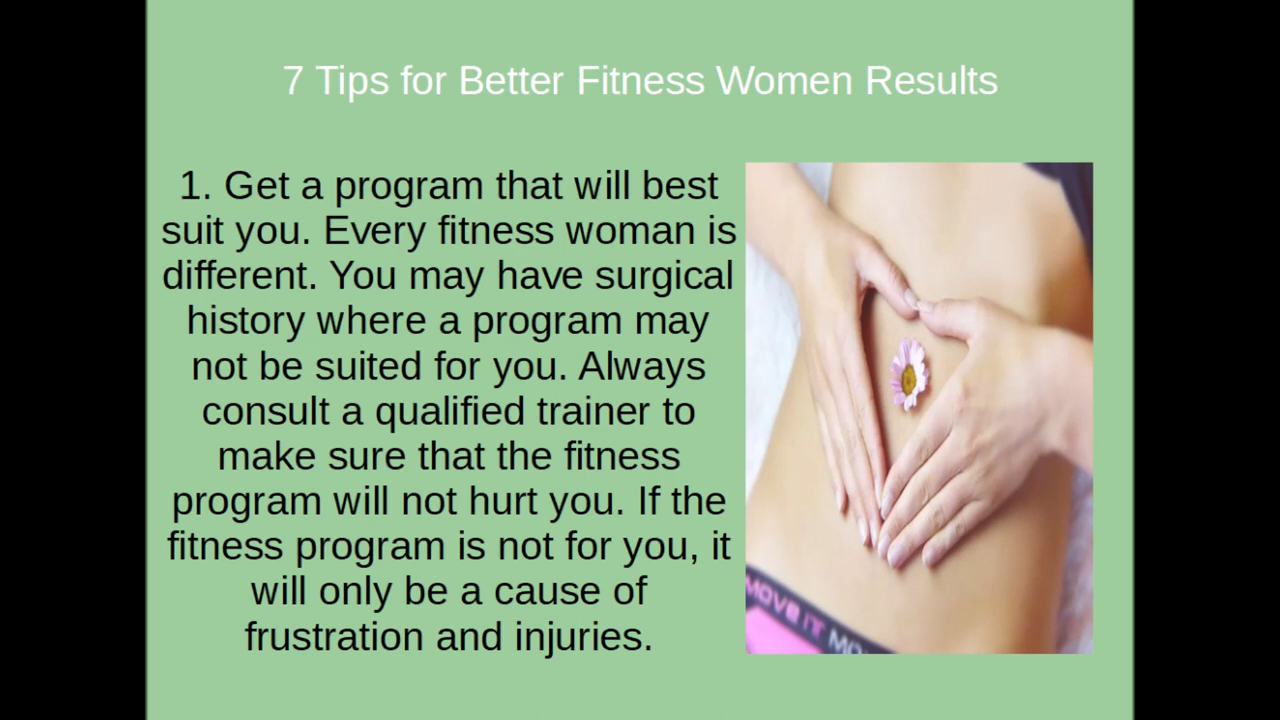 7 Tips for Better Fitness Women Results
1. Get a program that will best
suit you. Every fitness woman is
different. You may have surgical
history where a program may
not be suited for you. Always
consult a qualified trainer to
make sure that the fitness
program will not hurt you. If the
fitness program is not for you, it
will only be a cause of
frustration and injuries.
MOVE IT MO